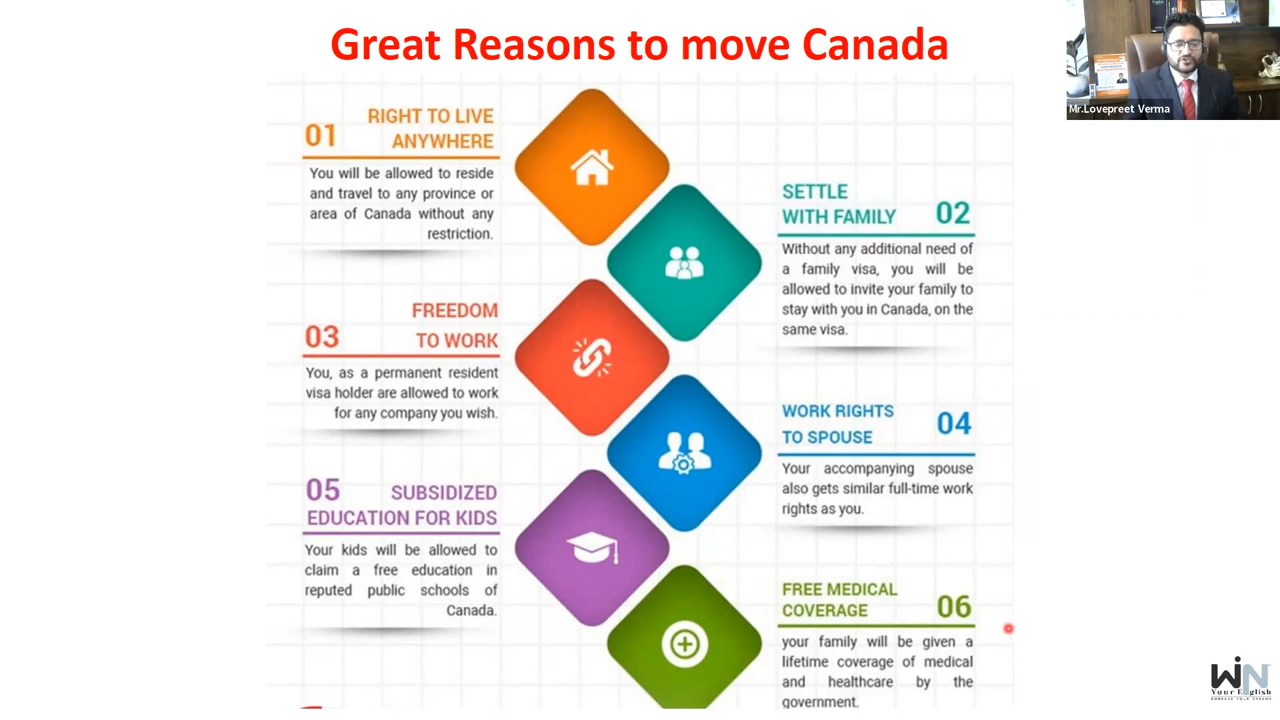 Great Reasons to move Canada
Mr.Lovepreet Verma
01
RIGHT TO LIVE
ANYWHERE
You will be allowed to reside
and travel to any province or
area of Canada without any
restriction.
SETTLE
WITH FAMILY
02
Without any additional need of
a family visa, you will be
allowed to invite your family to
stay with you in Canada, on the
same visa.
03
FREEDOM
TO WORK
You, as a permanent resident
visa holder are allowed to work
for any company you wish.
WORK RIGHTS
TO SPOUSE
04
Your accompanying spouse
also gets similar full-time work
rights as you.
05
SUBSIDIZED
EDUCATION FOR KIDS
Your kids will be allowed to
claim a free education in
reputed public schools of
Canada.
FREE MEDICAL
COVERAGE
06
your family will be given a
lifetime coverage of medical
and healthcare by the
government.
WIN
Your English